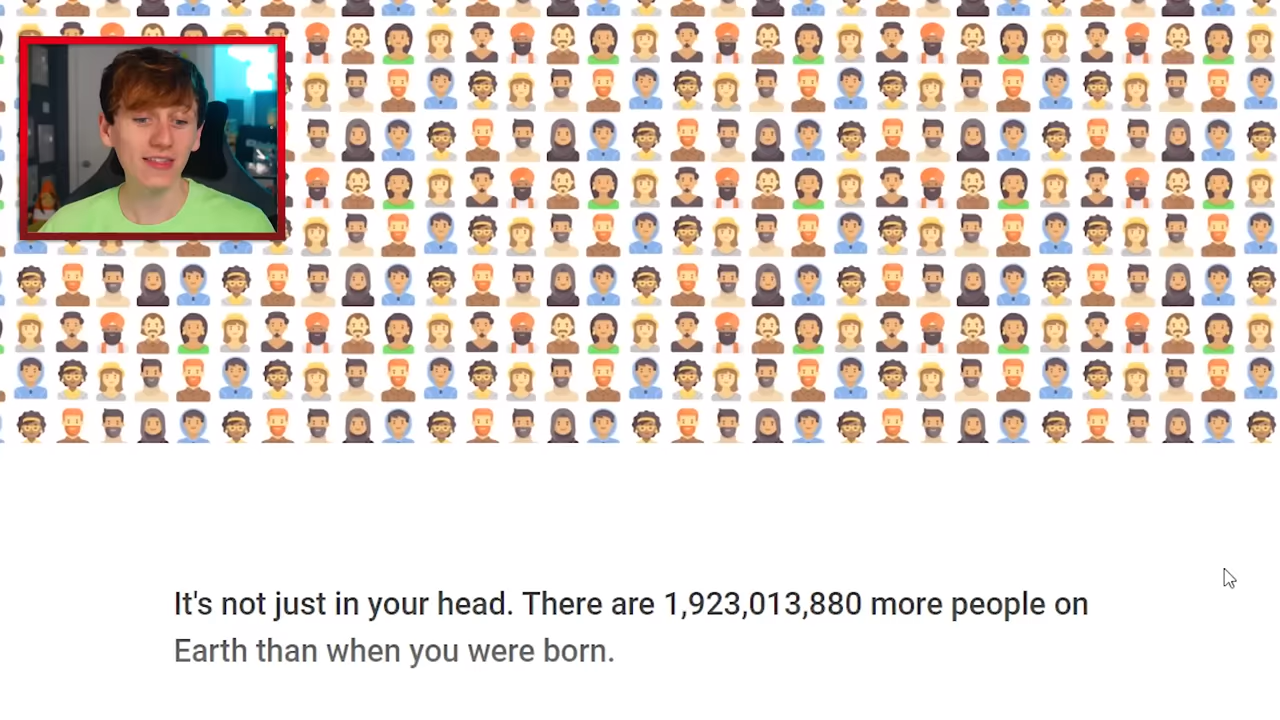 It's not just in your head. There are 1,923,013,880 more people on
Earth than when you were born.